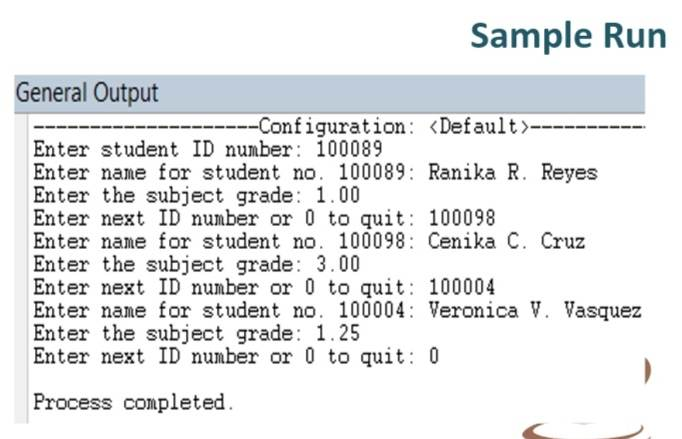 Sample Run
General Output
--------------------Configuration: <Default>----------
Enter student ID number: 100089
Enter name for student no. 100089: Ranika R. Reyes
Enter the subject grade: 1.00
Enter next ID number or 0 to quit: 100098
Enter name for student no. 100098: Cenika C. Cruz
Enter the subject grade: 3.00
Enter next ID number or 0 to quit: 100004
Enter name for student no. 100004: Veronica V. Vasquez
Enter the subject grade: 1.25
Enter next ID number or 0 to quit: 0
Process completed.